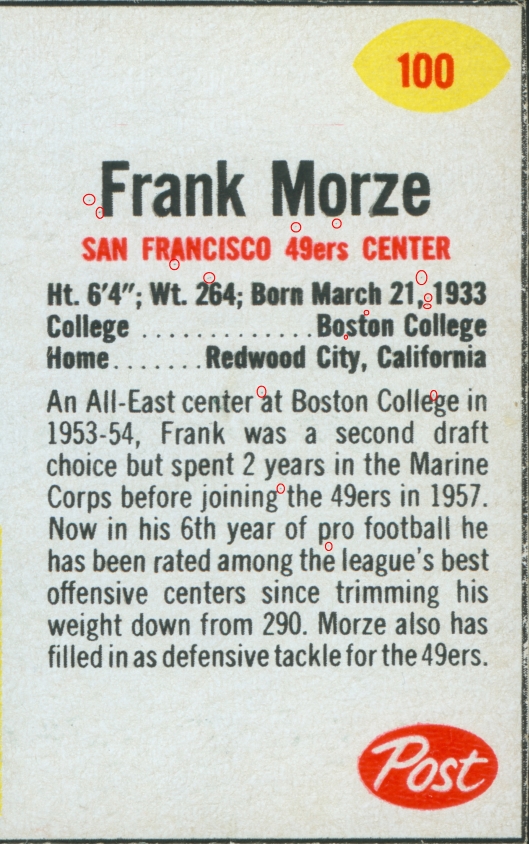 100
Frank Morze
SAN FRANCISCO 49ers CENTER
Ht. 6'4"; Wt. 264; Born March 21, 1933
College .............Boston College
Home.......Redwood City, California
An All-East center at Boston College in
1953-54, Frank was a second draft
choice but spent 2 years in the Marine
Corps before joining the 49ers in 1957.
Now in his 6th year of pro football he
has been rated among the league's best
offensive centers since trimming his
weight down from 290. Morze also has
filled in as defensive tackle for the 49ers.
Post